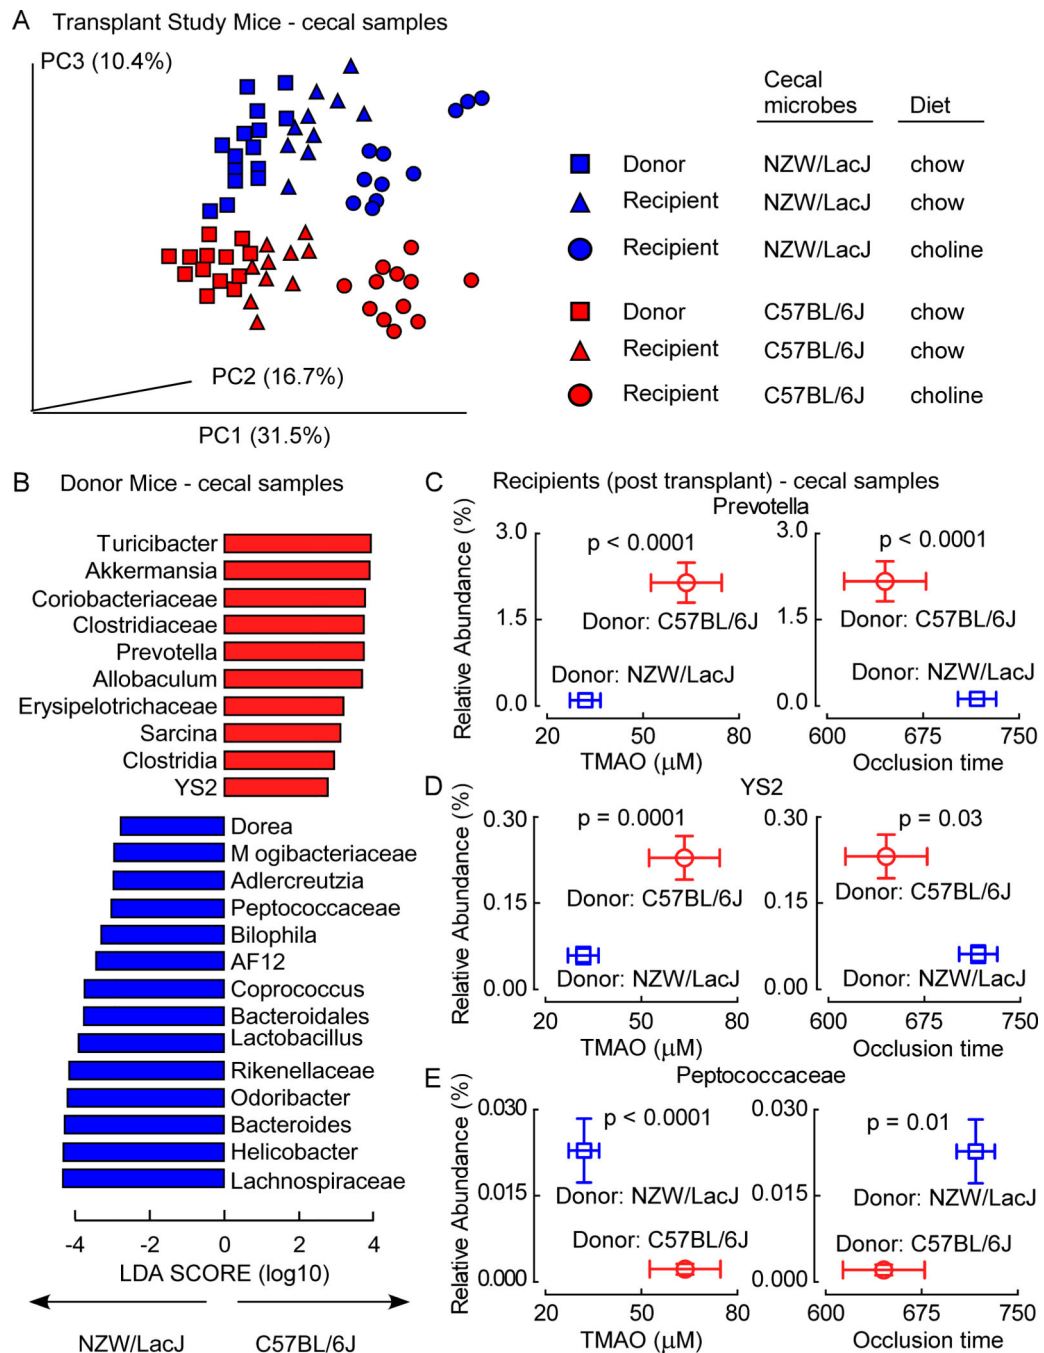 A Transplant Study Mice - cecal samples
PC3 (10.4%)
PC2 (16.7%)
PC1 (31.5%)
Cecal microbes
Diet
Donor NZW/LacJ chow
Recipient NZW/LacJ chow
Recipient NZW/LacJ choline
Donor C57BL/6J chow
Recipient C57BL/6J chow
Recipient C57BL/6J choline
B Donor Mice - cecal samples
Turicibacter
Akkermansia
Coriobacteriaceae
Clostridiaceae
Prevotella
Allobaculum
Erysipelotrichaceae
Sarcina
Clostridia
YS2
Dorea
M ogibacteriaceae
Adlercreutzia
Peptococcaceae
Bilophila
AF12
Coprococcus
Bacteroidales
Lactobacillus
Rikenellaceae
Odoribacter
Bacteroides
Helicobacter
Lachnospiraceae
-4 -2 0 2 4
LDA SCORE (log10)
NZW/LacJ C57BL/6J
C Recipients (post transplant) - cecal samples
Prevotella
Relative Abundance (%)
3.0
1.5
0.0
p < 0.0001
Donor: C57BL/6J
Donor: NZW/LacJ
20 50 80
TMAO (μM)
3.0
1.5
0.0
p < 0.0001
Donor: C57BL/6J
Donor: NZW/LacJ
600 675 750
Occlusion time
D YS2
Relative Abundance (%)
0.30
0.15
0.00
p = 0.0001
Donor: C57BL/6J
Donor: NZW/LacJ
20 50 80
TMAO (μM)
0.30
0.15
0.00
p = 0.03
Donor: C57BL/6J
Donor: NZW/LacJ
600 675 750
Occlusion time
E Peptococcaceae
Relative Abundance (%)
0.030
0.015
0.000
p < 0.0001
Donor: NZW/LacJ
Donor: C57BL/6J
20 50 80
TMAO (μM)
0.030
0.015
0.000
p = 0.01
Donor: NZW/LacJ
Donor: C57BL/6J
600 675 750
Occlusion time